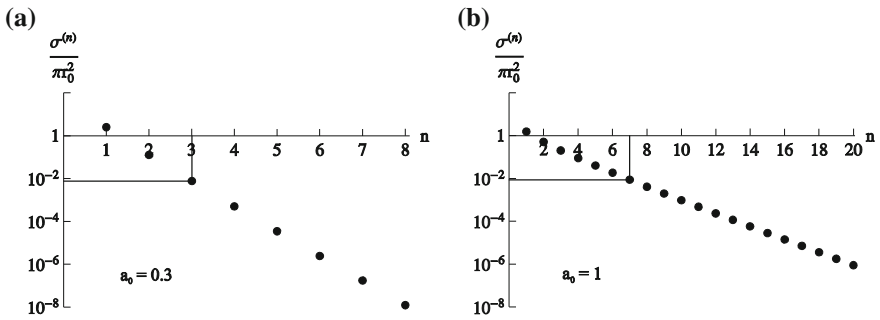 (a)
σ⁽ⁿ⁾
πr₀²
1
1 2 3 4 5 6 7 8 n
10⁻²
10⁻⁴
10⁻⁶
10⁻⁸
a₀ = 0.3
(b)
σ⁽ⁿ⁾
πr₀²
1
2 4 6 8 10 12 14 16 18 20 n
10⁻²
10⁻⁴
10⁻⁶
10⁻⁸
a₀ = 1